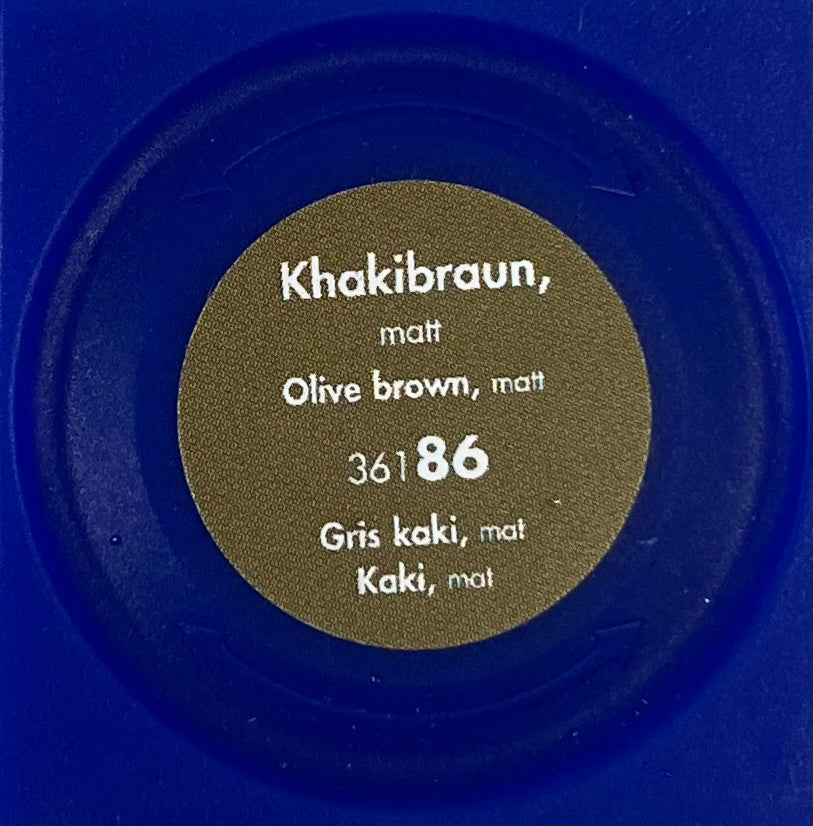 Khakibraun,
matt
Olive brown, matt
36186
Gris kaki, mat
Kaki, mat